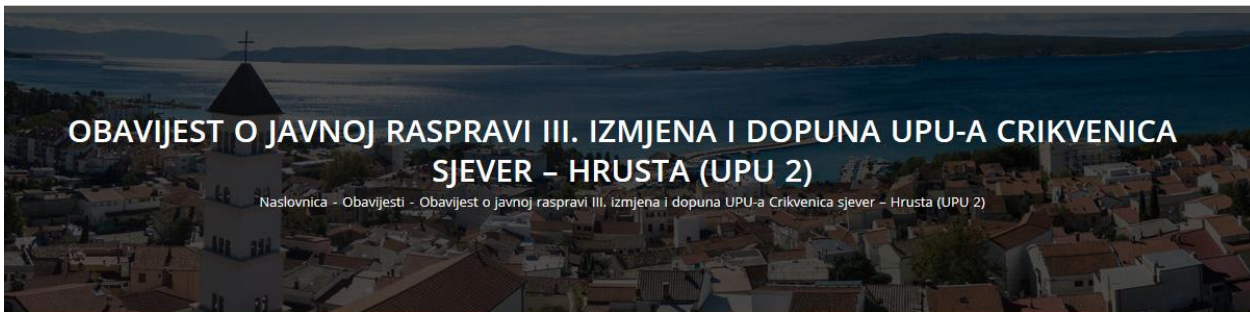 OBAVIJEST O JAVNOJ RASPRAVI III. IZMJENA I DOPUNA UPU-A CRIKVENICA
SJEVER – HRUSTA (UPU 2)
Naslovnica - Obavijesti - Obavijest o javnoj raspravi III. izmjena i dopuna UPU-a Crikvenica sjever – Hrusta (UPU 2)